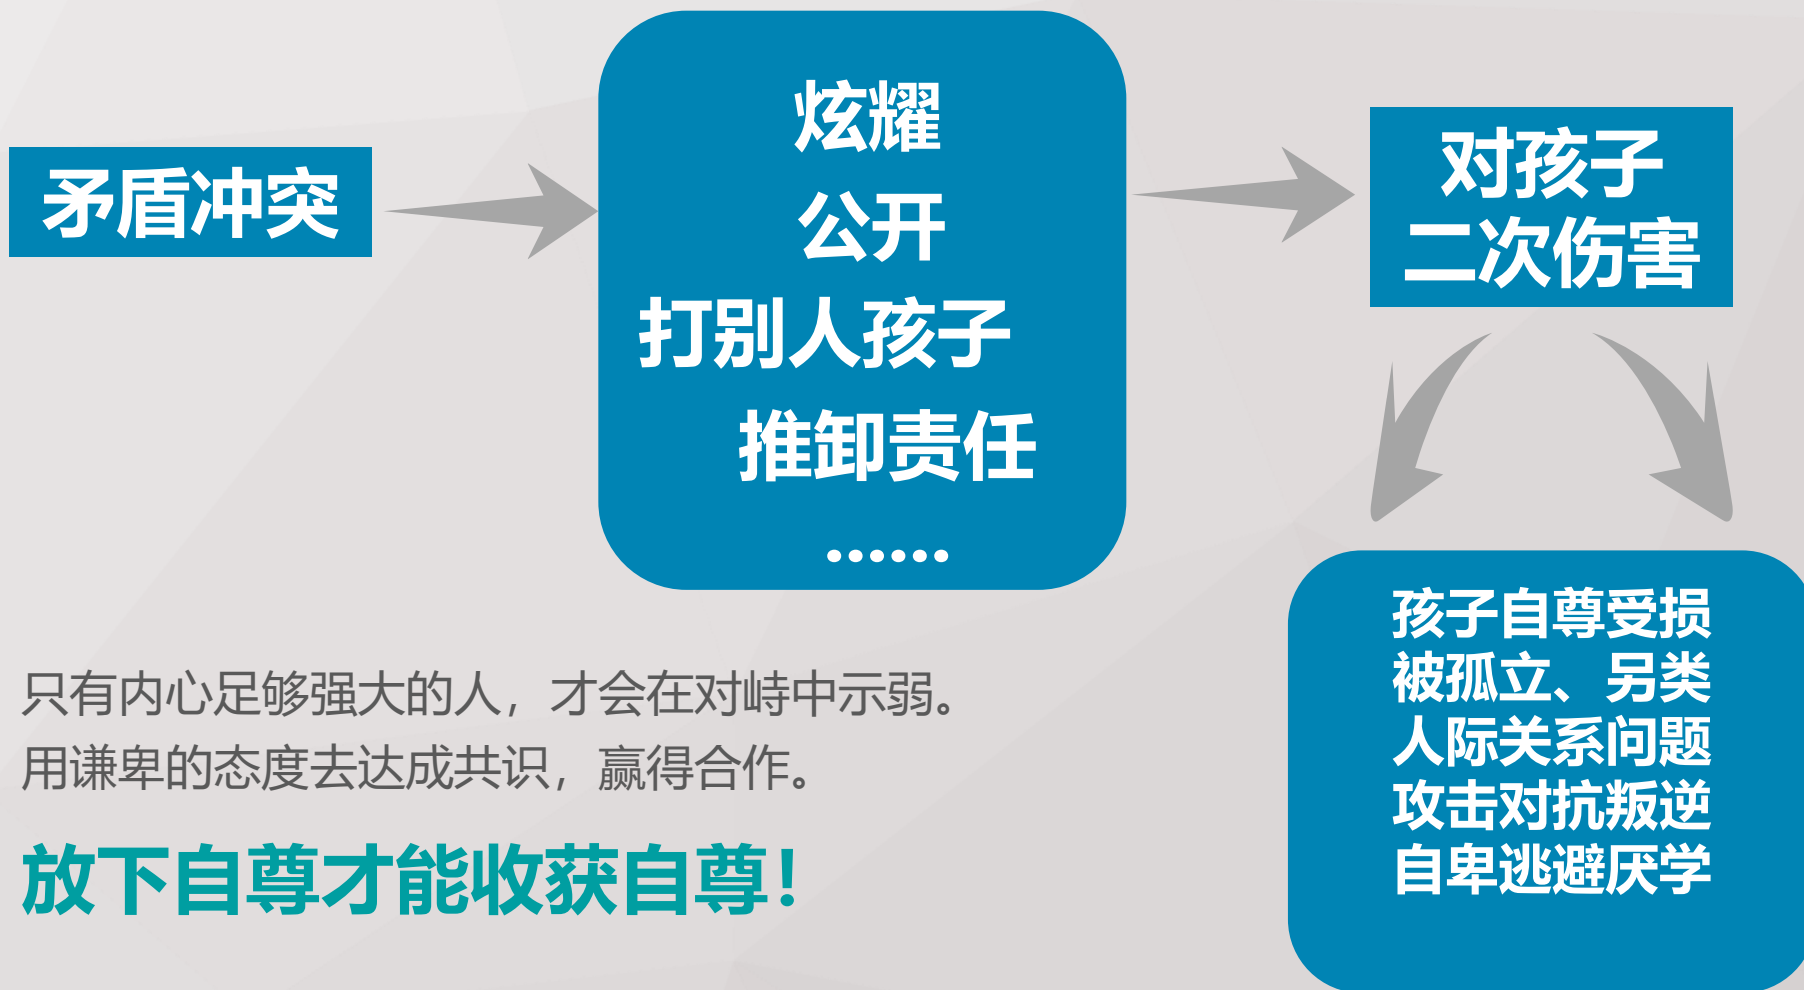 矛盾冲突
炫耀
公开
打别人孩子
推卸责任
……
对孩子
二次伤害
孩子自尊受损
被孤立、另类
人际关系问题
攻击对抗叛逆
自卑逃避厌学
只有内心足够强大的人，才会在对峙中示弱。
用谦卑的态度去达成共识，赢得合作。
放下自尊才能收获自尊！